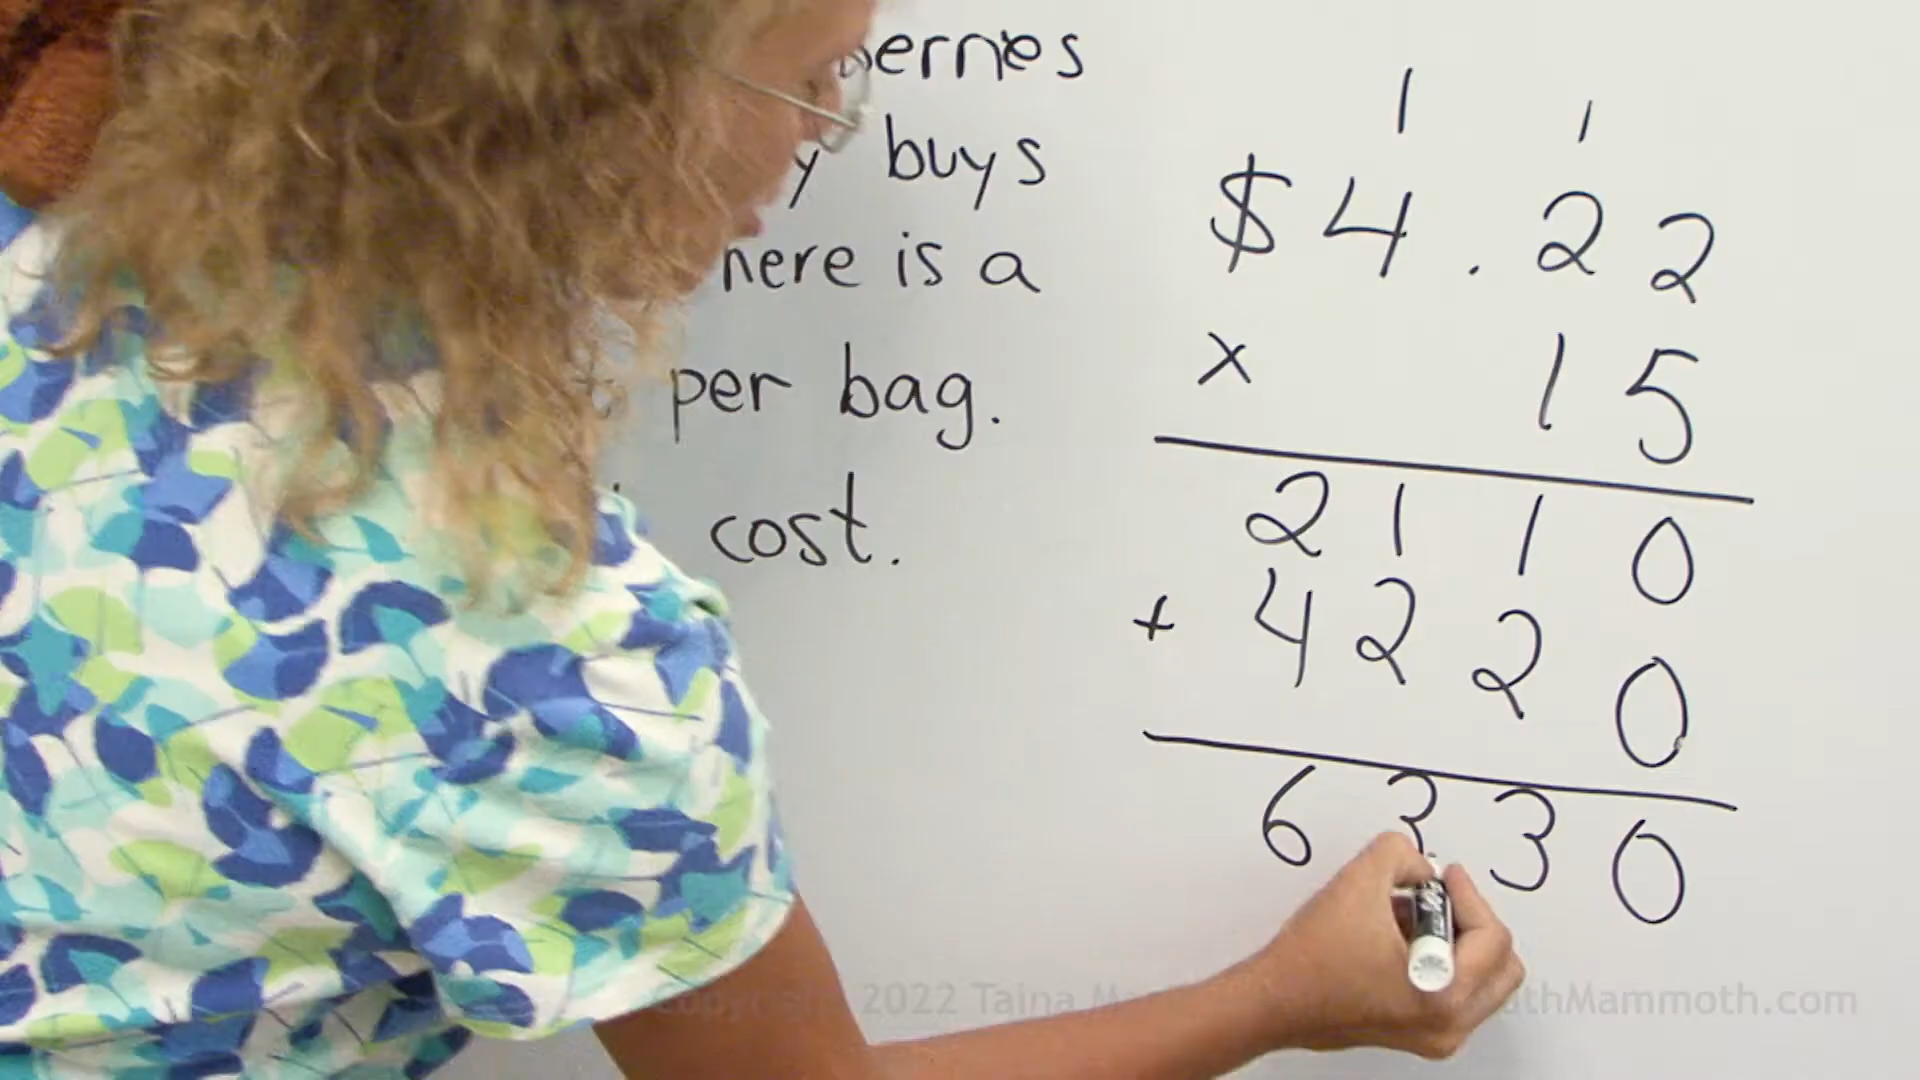 buys
here is a
per bag.
cost.
1 1
$4.22
x 15
2110
+ 4220
6330
Copyright 2022 Taina Ma MathMammoth.com